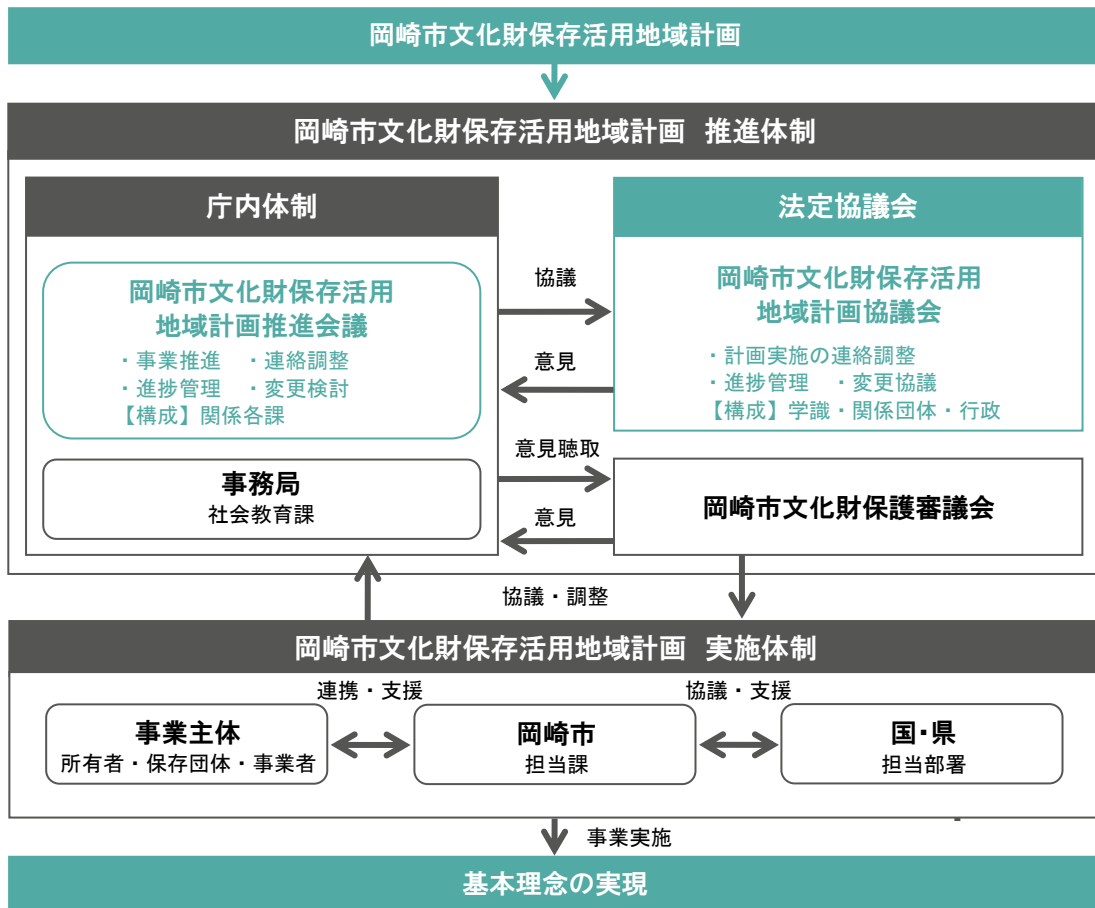 岡崎市文化財保存活用地域計画
岡崎市文化財保存活用地域計画 推進体制
庁内体制
岡崎市文化財保存活用
地域計画推進会議
・事業推進 ・連絡調整
・進捗管理 ・変更検討
【構成】関係各課
事務局
社会教育課
協議
意見
意見聴取
意見
法定協議会
岡崎市文化財保存活用
地域計画協議会
・計画実施の連絡調整
・進捗管理 ・変更協議
【構成】学識・関係団体・行政
岡崎市文化財保護審議会
協議・調整
岡崎市文化財保存活用地域計画 実施体制
連携・支援
協議・支援
事業主体
所有者・保存団体・事業者
岡崎市
担当課
国・県
担当部署
事業実施
基本理念の実現